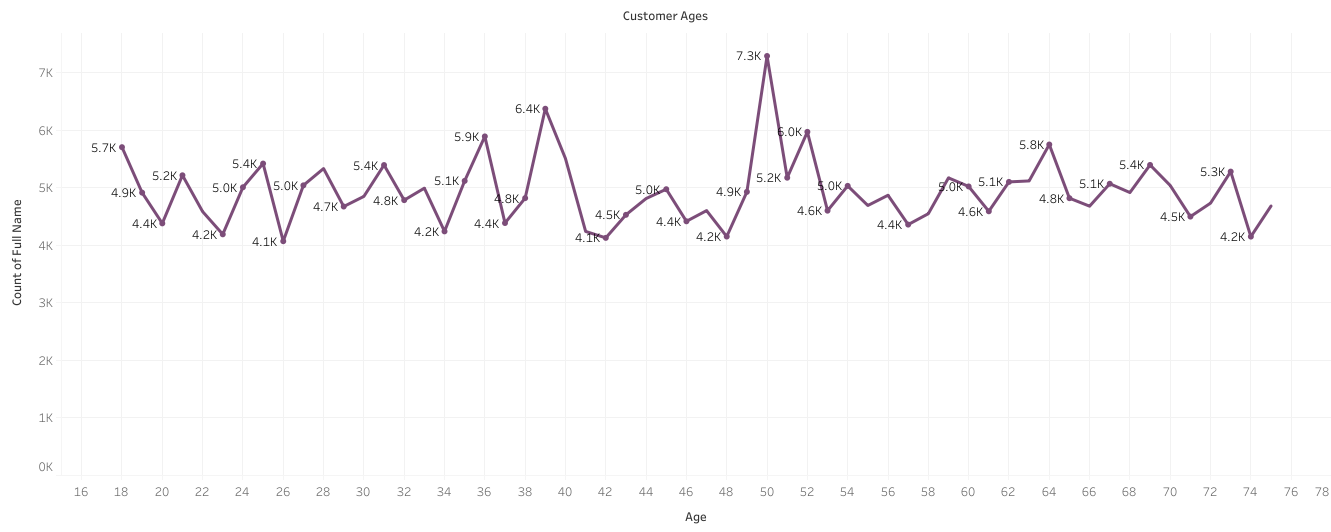 Customer Ages
Count of Full Name
7K
6K
5K
4K
3K
2K
1K
0K
5.7K
4.9K
4.4K
5.2K
4.2K
5.0K
5.4K
4.1K
5.0K
4.7K
5.4K
4.8K
4.2K
5.1K
5.9K
4.4K
4.8K
6.4K
4.1K
4.5K
5.0K
4.4K
4.2K
4.9K
7.3K
5.2K
6.0K
4.6K
5.0K
4.4K
5.0K
4.6K
5.1K
5.8K
4.8K
5.1K
5.4K
4.5K
5.3K
4.2K
16 18 20 22 24 26 28 30 32 34 36 38 40 42 44 46 48 50 52 54 56 58 60 62 64 66 68 70 72 74 76 78
Age